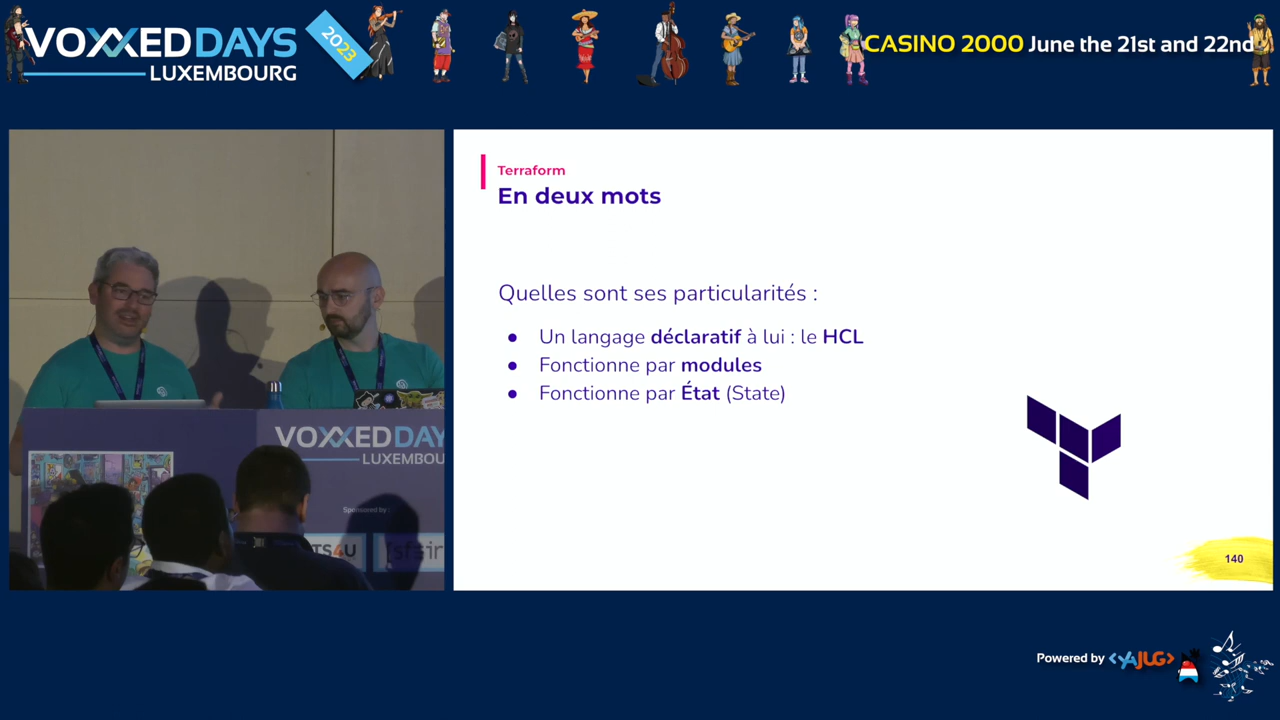 VOXXED DAYS
LUXEMBOURG
2023
CASINO 2000 June the 21st and 22nd
Terraform
En deux mots
Quelles sont ses particularités :
● Un langage déclaratif à lui : le HCL
● Fonctionne par modules
● Fonctionne par État (State)
140
VOXXED DAY
LUXEMBOU
Sponsored by
TS4U
Powered by <YAJUG>